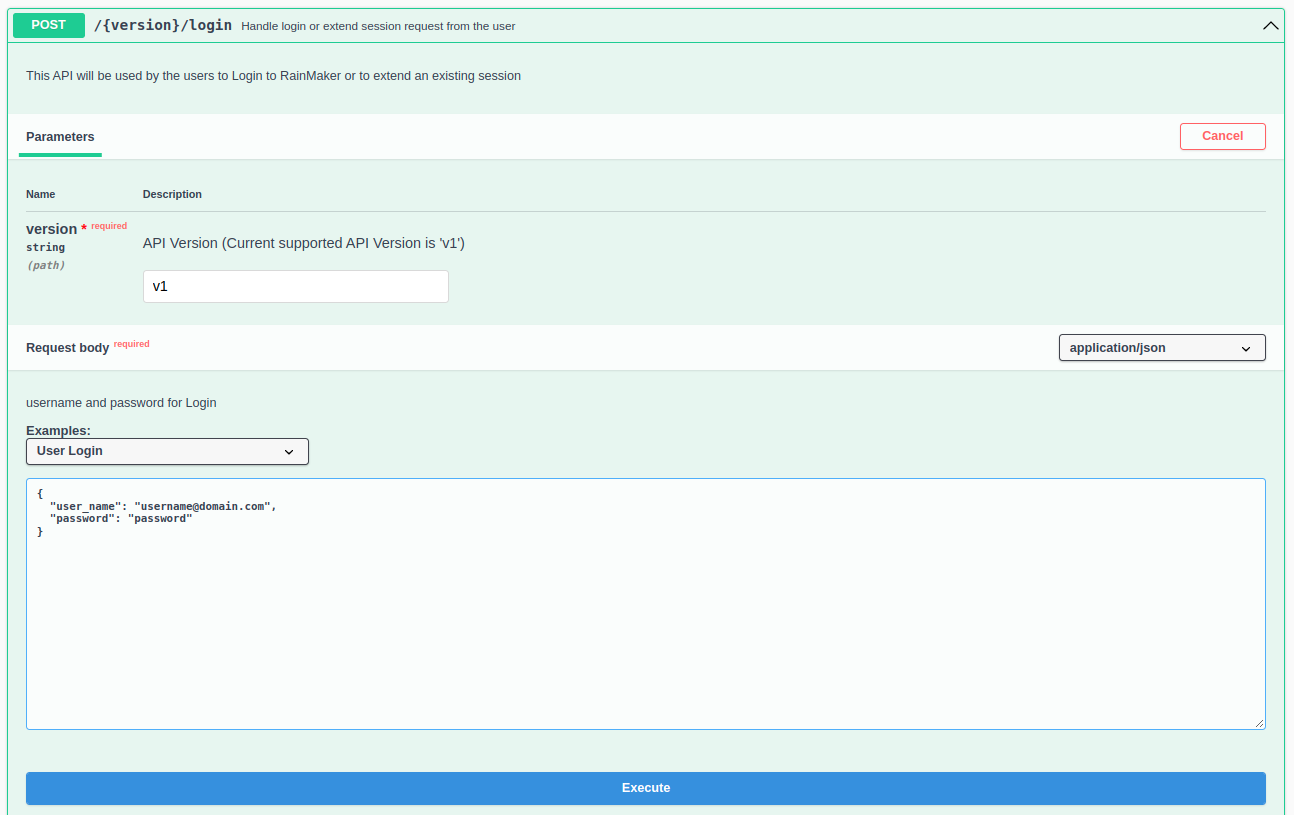 POST /{version}/login Handle login or extend session request from the user
This API will be used by the users to Login to RainMaker or to extend an existing session
Parameters Cancel
Name Description
version * required
string
(path)
API Version (Current supported API Version is 'v1')
v1
Request body required application/json
username and password for Login
Examples:
User Login
{
  "user_name": "username@domain.com",
  "password": "password"
}
Execute